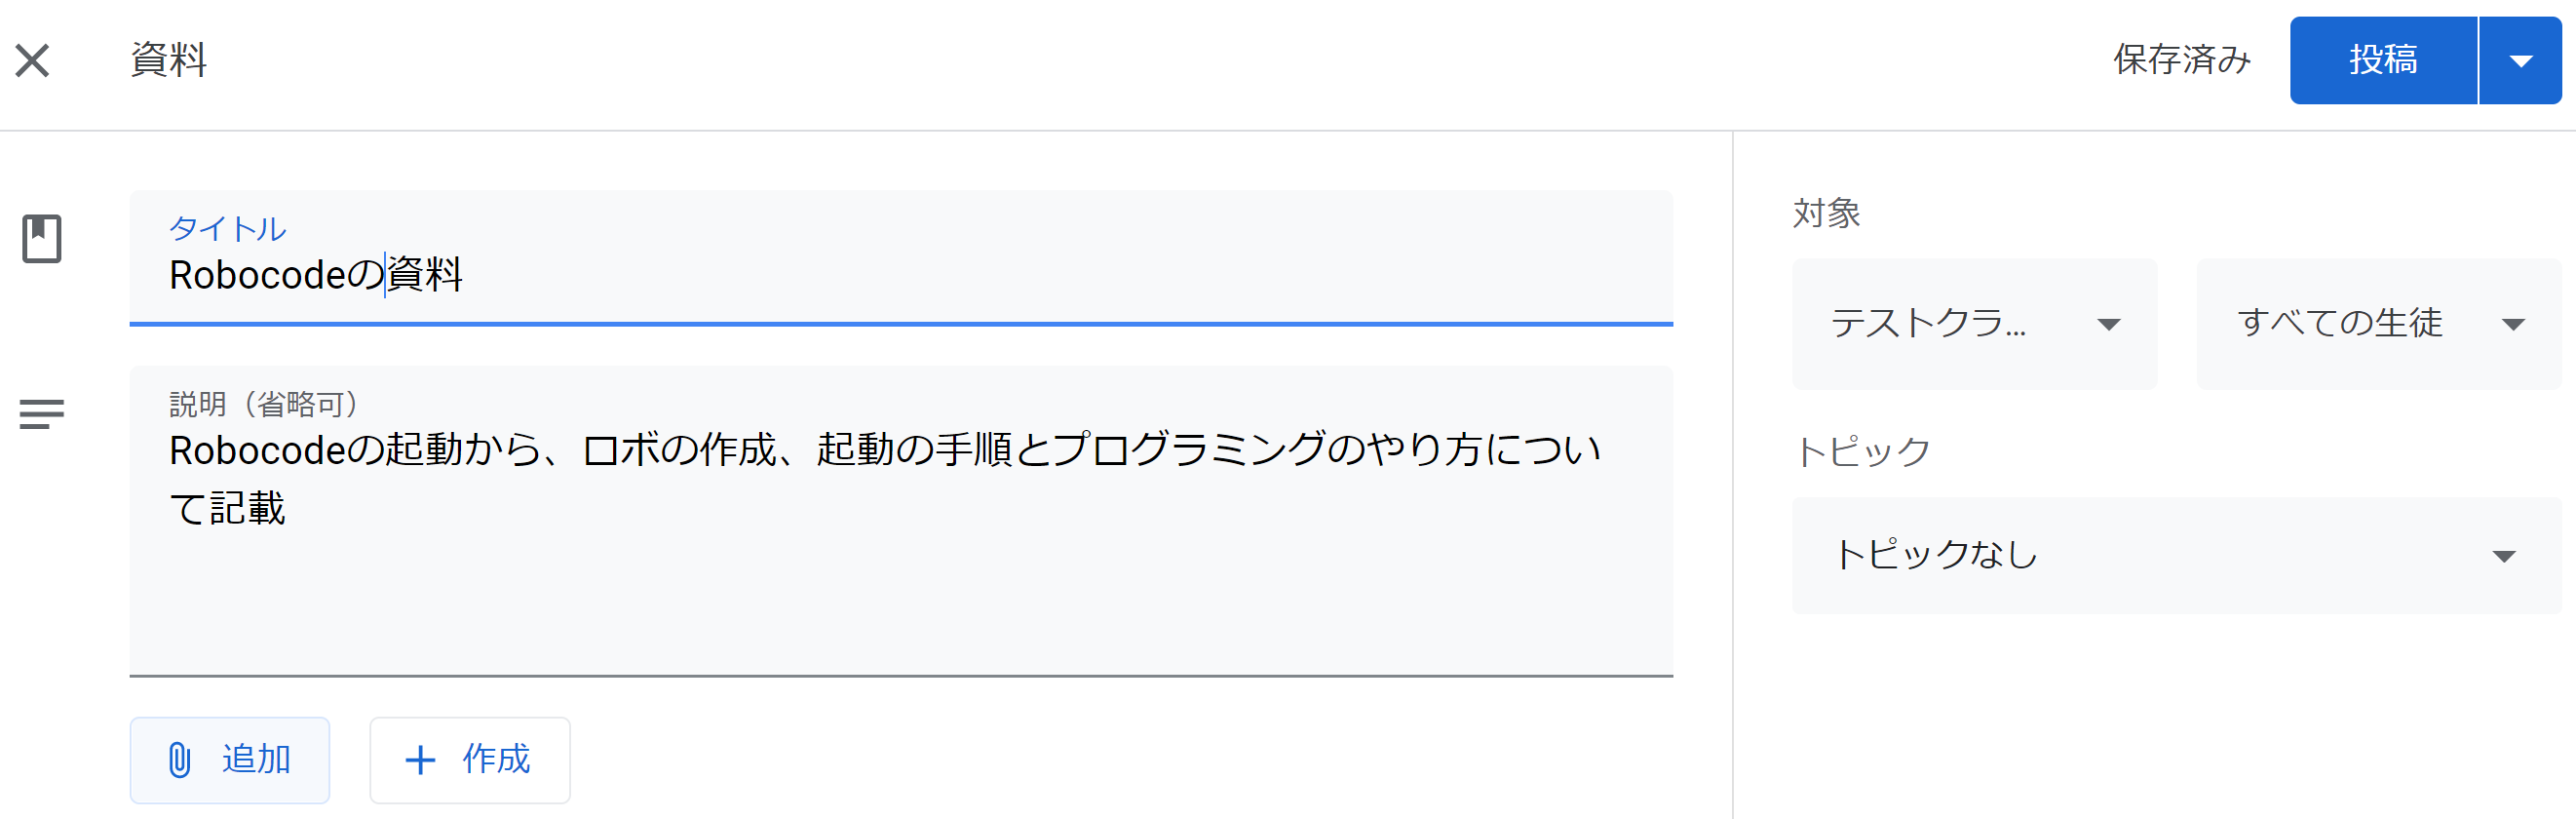 資料
保存済み
投稿
タイトル
Robocodeの資料
説明（省略可）
Robocodeの起動から、ロボの作成、起動の手順とプログラミングのやり方につい
て記載
追加
作成
対象
テストクラ...
すべての生徒
トピック
トピックなし